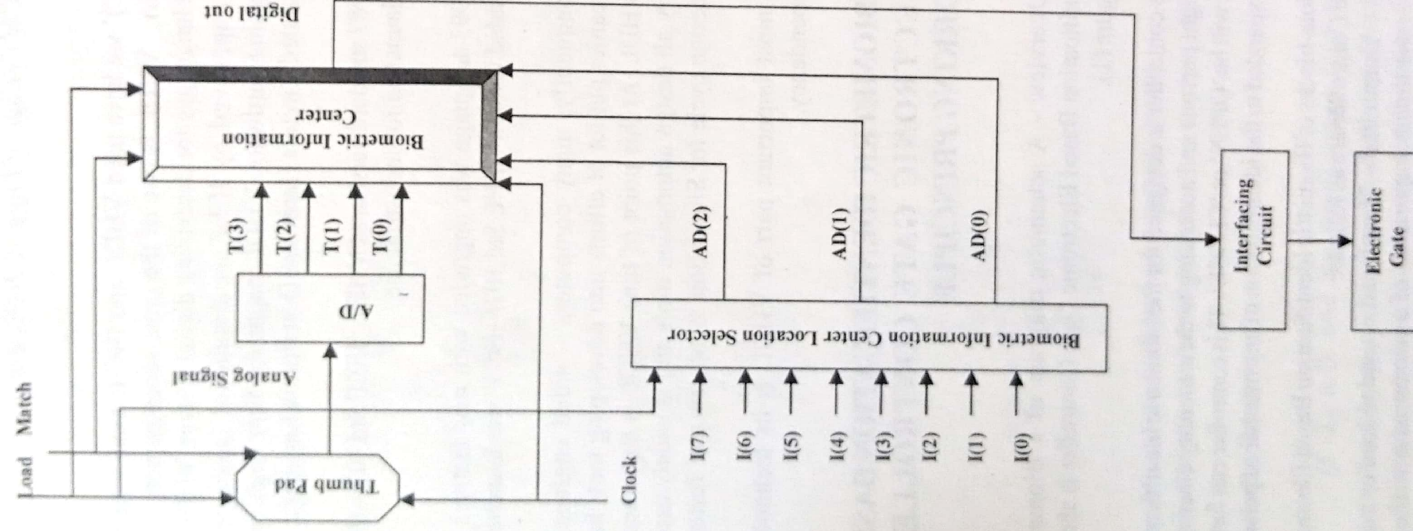 Load
Match
Thumb Pad
Analog Signal
A/D
T(3)
T(2)
T(1)
T(0)
Biometric Information
Center
Digital out
Clock
I(7)
I(6)
I(5)
I(4)
I(3)
I(2)
I(1)
I(0)
Biometric Information Center Location Selector
AD(2)
AD(1)
AD(0)
Interfacing
Circuit
Electronic
Gate